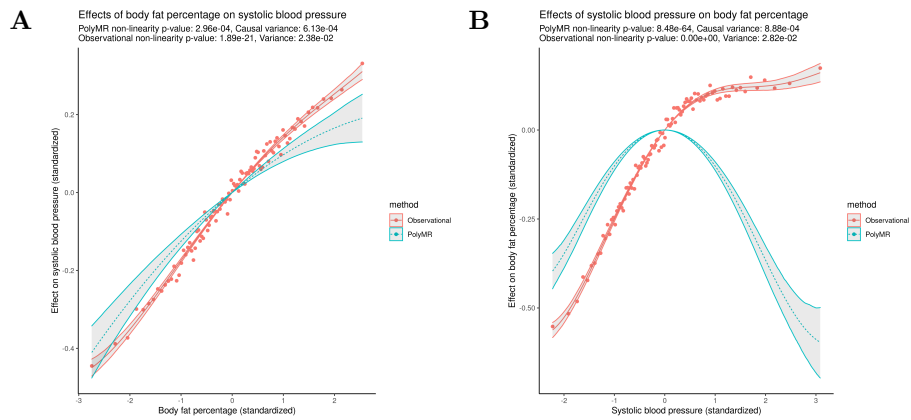 A
Effects of body fat percentage on systolic blood pressure
PolyMR non-linearity p-value: 2.96e-04, Causal variance: 6.13e-04
Observational non-linearity p-value: 1.89e-21, Variance: 2.38e-02
Effect on systolic blood pressure (standardized)
0.2
0.0
-0.2
-0.4
-3
-2
-1
0
1
2
3
Body fat percentage (standardized)
method
Observational
PolyMR
B
Effects of systolic blood pressure on body fat percentage
PolyMR non-linearity p-value: 8.48e-64, Causal variance: 8.88e-04
Observational non-linearity p-value: 0.00e+00, Variance: 2.82e-02
Effect on body fat percentage (standardized)
0.00
-0.25
-0.50
-2
-1
0
1
2
3
Systolic blood pressure (standardized)
method
Observational
PolyMR